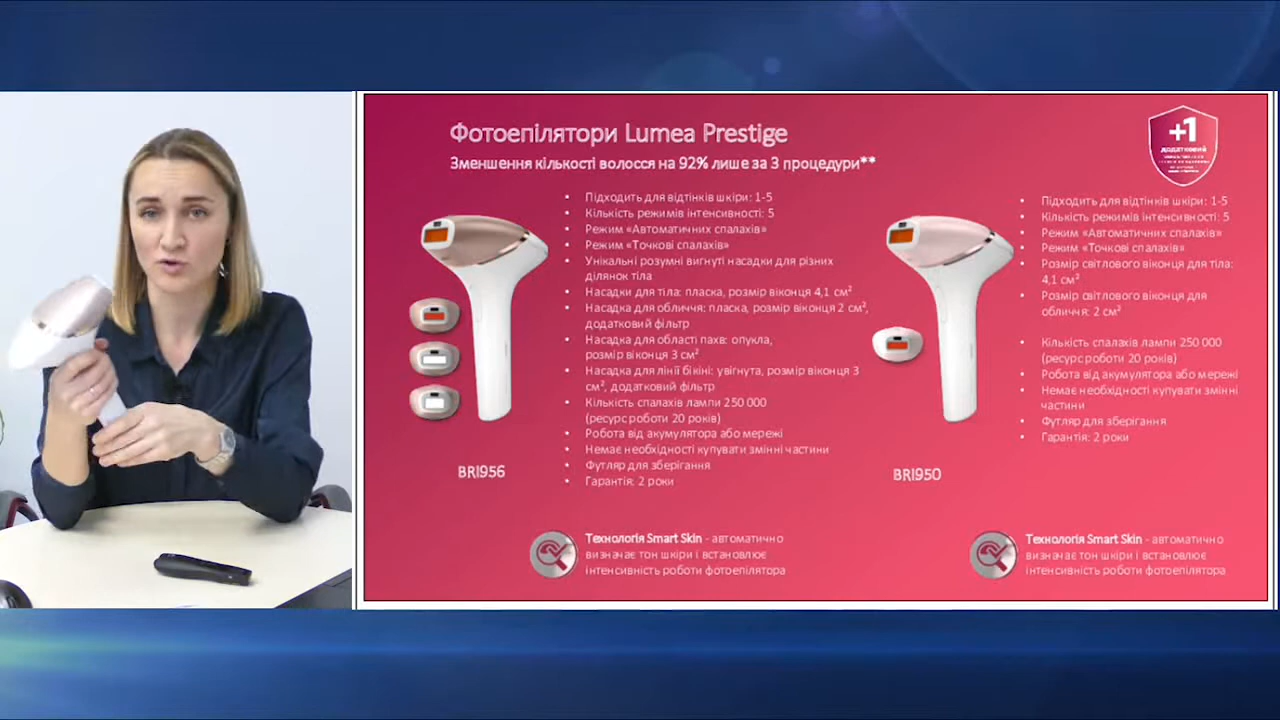 Фотоепілятори Lumea Prestige
Зменшення кількості волосся на 92% лише за 3 процедури**
+1
додатковий
• Підходить для відтінків шкіри: 1-5
• Кількість режимів інтенсивності: 5
• Режим «Автоматичних спалахів»
• Режим «Точкові спалахів»
• Унікальні розумні вигнуті насадки для різних
ділянок тіла
• Насадки для тіла: пласка, розмір віконця 4,1 см²
• Насадка для обличчя: пласка, розмір віконця 2 см²,
додатковий фільтр
• Насадка для області пахв: опукла,
розмір віконця 3 см²
• Насадка для лінії бікіні: увігнута, розмір віконця 3
см², додатковий фільтр
• Кількість спалахів лампи 250 000
(ресурс роботи 20 років)
• Робота від акумулятора або мережі
• Немає необхідності купувати змінні частини
• Футляр для зберігання
• Гарантія: 2 роки
BRI956
Технологія Smart Skin - автоматично
визначає тон шкіри і встановлює
інтенсивність роботи фотоепілятора
• Підходить для відтінків шкіри: 1-5
• Кількість режимів інтенсивності: 5
• Режим «Автоматичних спалахів»
• Режим «Точкові спалахів»
• Розмір світлового віконця для тіла:
4,1 см²
• Розмір світлового віконця для
обличчя: 2 см²
• Кількість спалахів лампи 250 000
(ресурс роботи 20 років)
• Робота від акумулятора або мережі
• Немає необхідності купувати змінні
частини
• Футляр для зберігання
• Гарантія: 2 роки
BRI950
Технологія Smart Skin - автоматично
визначає тон шкіри і встановлює
інтенсивність роботи фотоепілятора